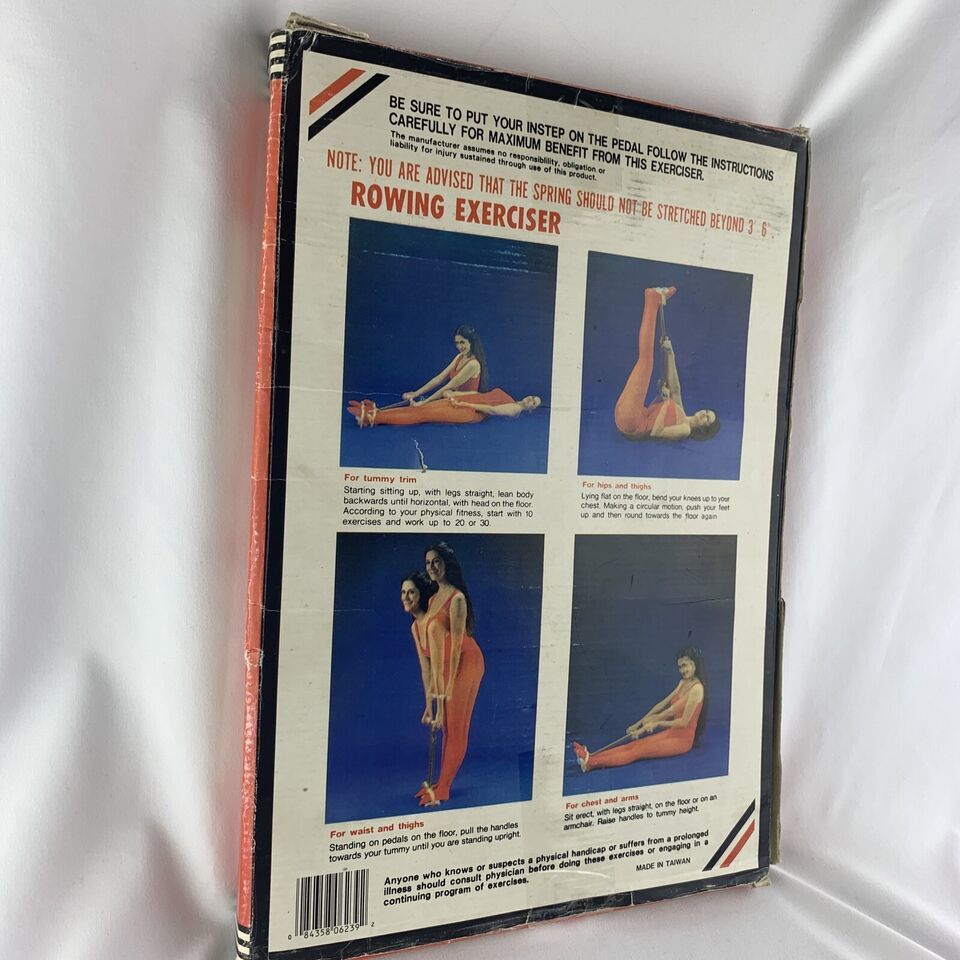 BE SURE TO PUT YOUR INSTEP ON THE PEDAL FOLLOW THE INSTRUCTIONS
CAREFULLY FOR MAXIMUM BENEFIT FROM THIS EXERCISER.
The manufacturer assumes no responsibility, obligation or
liability for injury sustained through use of this product.
NOTE: YOU ARE ADVISED THAT THE SPRING SHOULD NOT BE STRETCHED BEYOND 3' 6".
ROWING EXERCISER
For tummy trim
Starting sitting up, with legs straight, lean body
backwards until horizontal, with head on the floor.
According to your physical fitness, start with 10
exercises and work up to 20 or 30.
For hips and thighs
Lying flat on the floor, bend your knees up to your
chest. Making a circular motion, push your feet
up and then round towards the floor again
For waist and thighs
Standing on pedals on the floor, pull the handles
towards your tummy until you are standing upright.
For chest and arms
Sit erect, with legs straight, on the floor or on an
armchair. Raise handles to tummy height.
Anyone who knows or suspects a physical handicap or suffers from a prolonged
illness should consult physician before doing these exercises or engaging in a
continuing program of exercises.
MADE IN TAIWAN
0 84358 06239 2